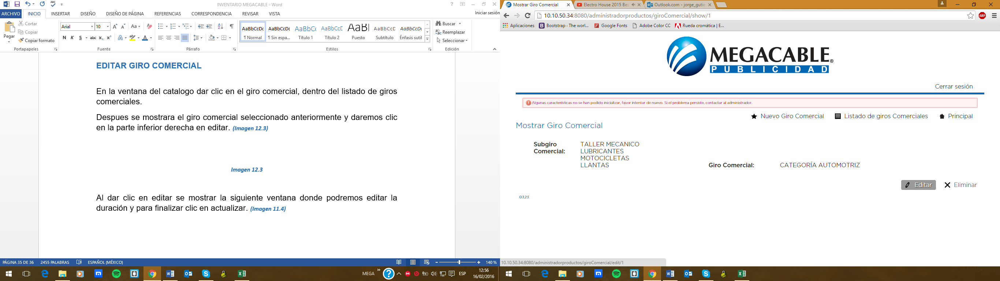 INVENTARIO MEGACABLE - Word
ARCHIVO INICIO INSERTAR DISEÑO DISEÑO DE PÁGINA REFERENCIAS CORRESPONDENCIA REVISAR VISTA Iniciar sesión
Pegar
Cortar
Copiar
Copiar formato
Portapapeles
Arial 10
Fuente
Párrafo
AaBbCcDc AaBbCcDc AaBbCc AaBbCcD AaBl AaBbCcD AaBbCcDc
¶ Normal ¶ Sin espa... Título 1 Título 2 Puesto Subtítulo Énfasis sutil
Estilos
Buscar
Reemplazar
Seleccionar
Edición
EDITAR GIRO COMERCIAL
En la ventana del catalogo dar clic en el giro comercial, dentro del listado de giros
comerciales.
Despues se mostrara el giro comercial seleccionado anteriormente y daremos clic
en la parte inferior derecha en editar. (Imagen 12.3)
Imagen 12.3
Al dar clic en editar se mostrar la siguiente ventana donde podremos editar la
duración y para finalizar clic en actualizar. (Imagen 11.4)
PÁGINA 35 DE 36 2455 PALABRAS ESPAÑOL (MÉXICO) 140 %
MEGA » ESP 12:56
16/02/2016
Mostrar Giro Comercial Electro House 2015 Bes Outlook.com - jorge_gutie
10.10.50.34:8080/administradorproductos/giroComercial/show/1
ABP
Aplicaciones Bootstrap · The worl... Google Fonts Adobe Color CC Rueda cromática | E...
MEGACABLE®
PUBLICIDAD
Cerrar sesión
Algunas características no se han podido inicializar, favor intentar de nuevo. Si el problema persiste, contactar al administrador.
Nuevo Giro Comercial Listado de giros Comerciales Principal
Mostrar Giro Comercial
Subgiro Comercial:
TALLER MECANICO
LUBRICANTES
MOTOCICLETAS
LLANTAS
Giro Comercial: CATEGORÍA AUTOMOTRIZ
Editar Eliminar
0.1.23
10.10.50.34:8080/administradorproductos/giroComercial/edit/1